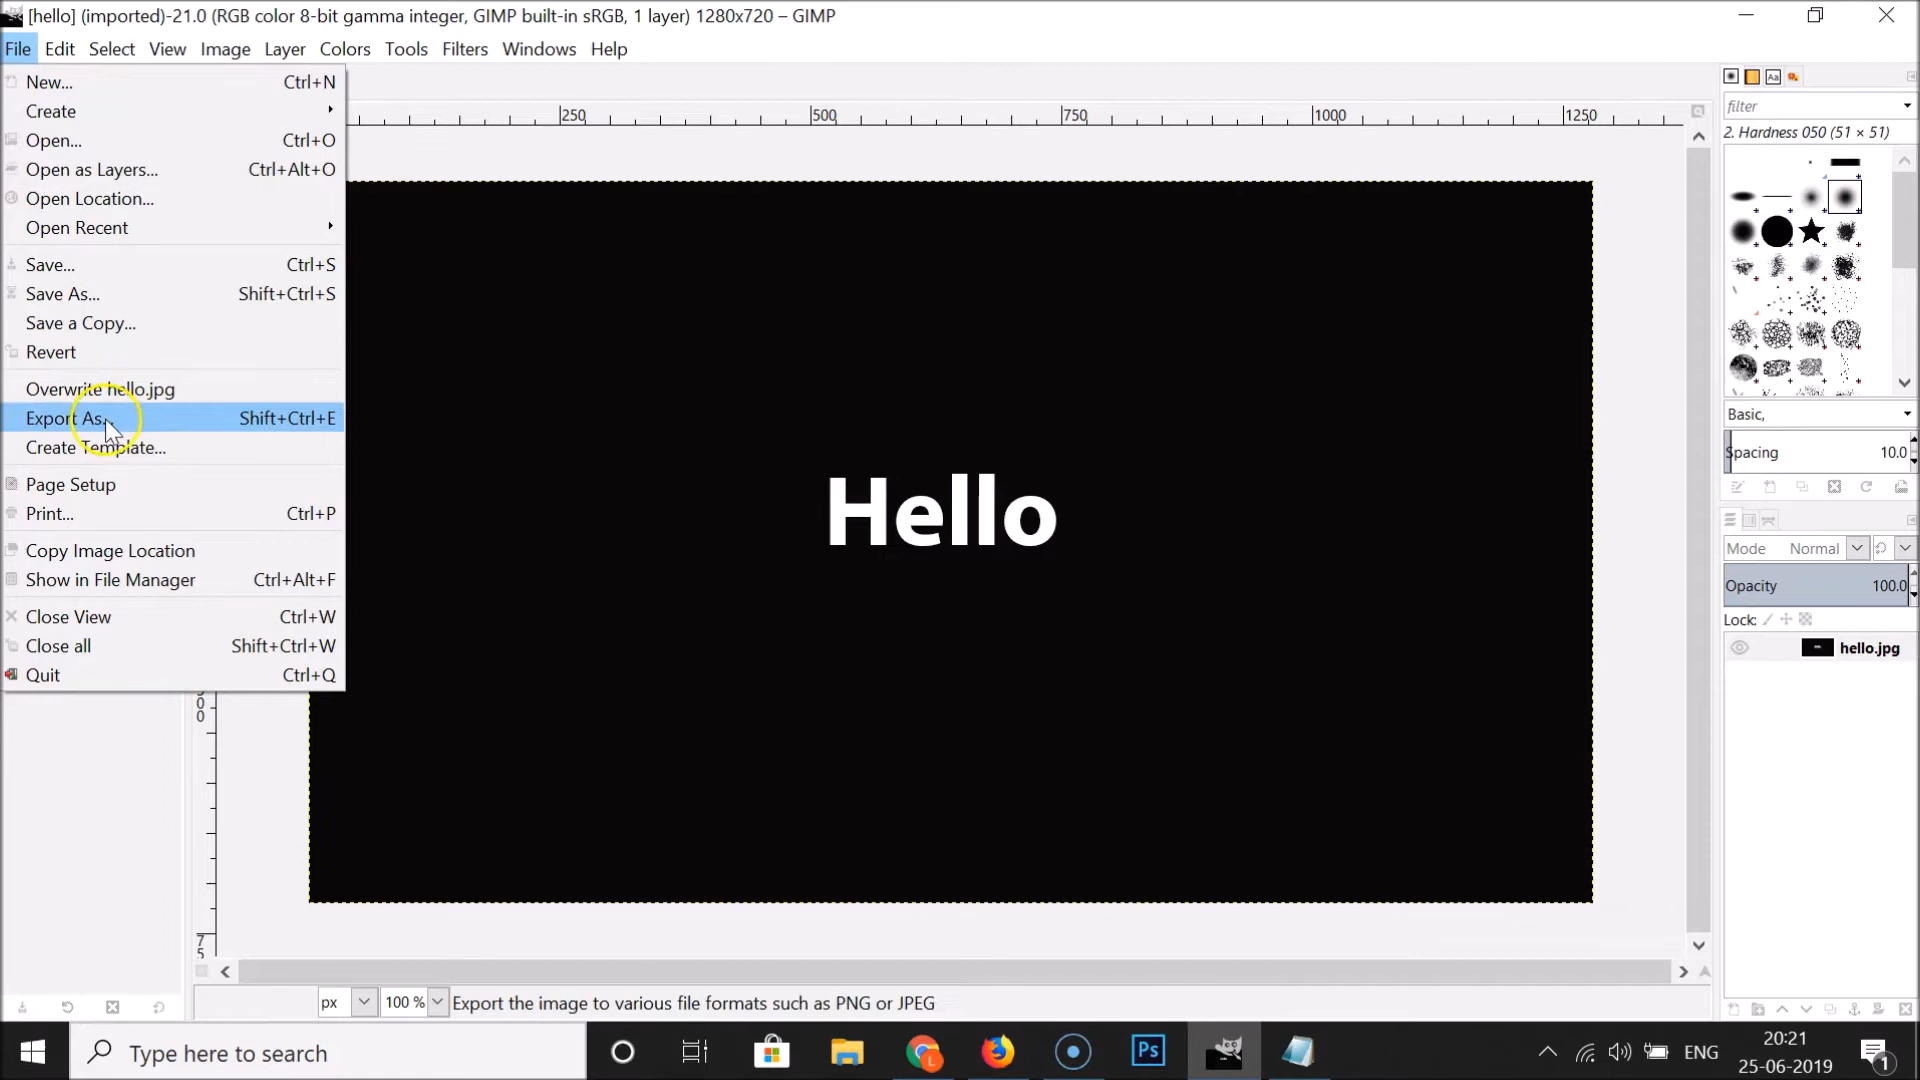 [hello] (imported)-21.0 (RGB color 8-bit gamma integer, GIMP built-in sRGB, 1 layer) 1280x720 – GIMP
File Edit Select View Image Layer Colors Tools Filters Windows Help
New... Ctrl+N
Create
Open... Ctrl+O
Open as Layers... Ctrl+Alt+O
Open Location...
Open Recent
Save... Ctrl+S
Save As... Shift+Ctrl+S
Save a Copy...
Revert
Overwrite hello.jpg
Export As... Shift+Ctrl+E
Create Template...
Page Setup
Print... Ctrl+P
Copy Image Location
Show in File Manager Ctrl+Alt+F
Close View Ctrl+W
Close all Shift+Ctrl+W
Quit Ctrl+Q
250 500 750 1000 1250
Hello
filter
2. Hardness 050 (51 × 51)
Basic,
Spacing 10.0
Mode Normal
Opacity 100.0
Lock:
hello.jpg
px 100 % Export the image to various file formats such as PNG or JPEG
Type here to search
Ps
ENG
20:21
25-06-2019
1